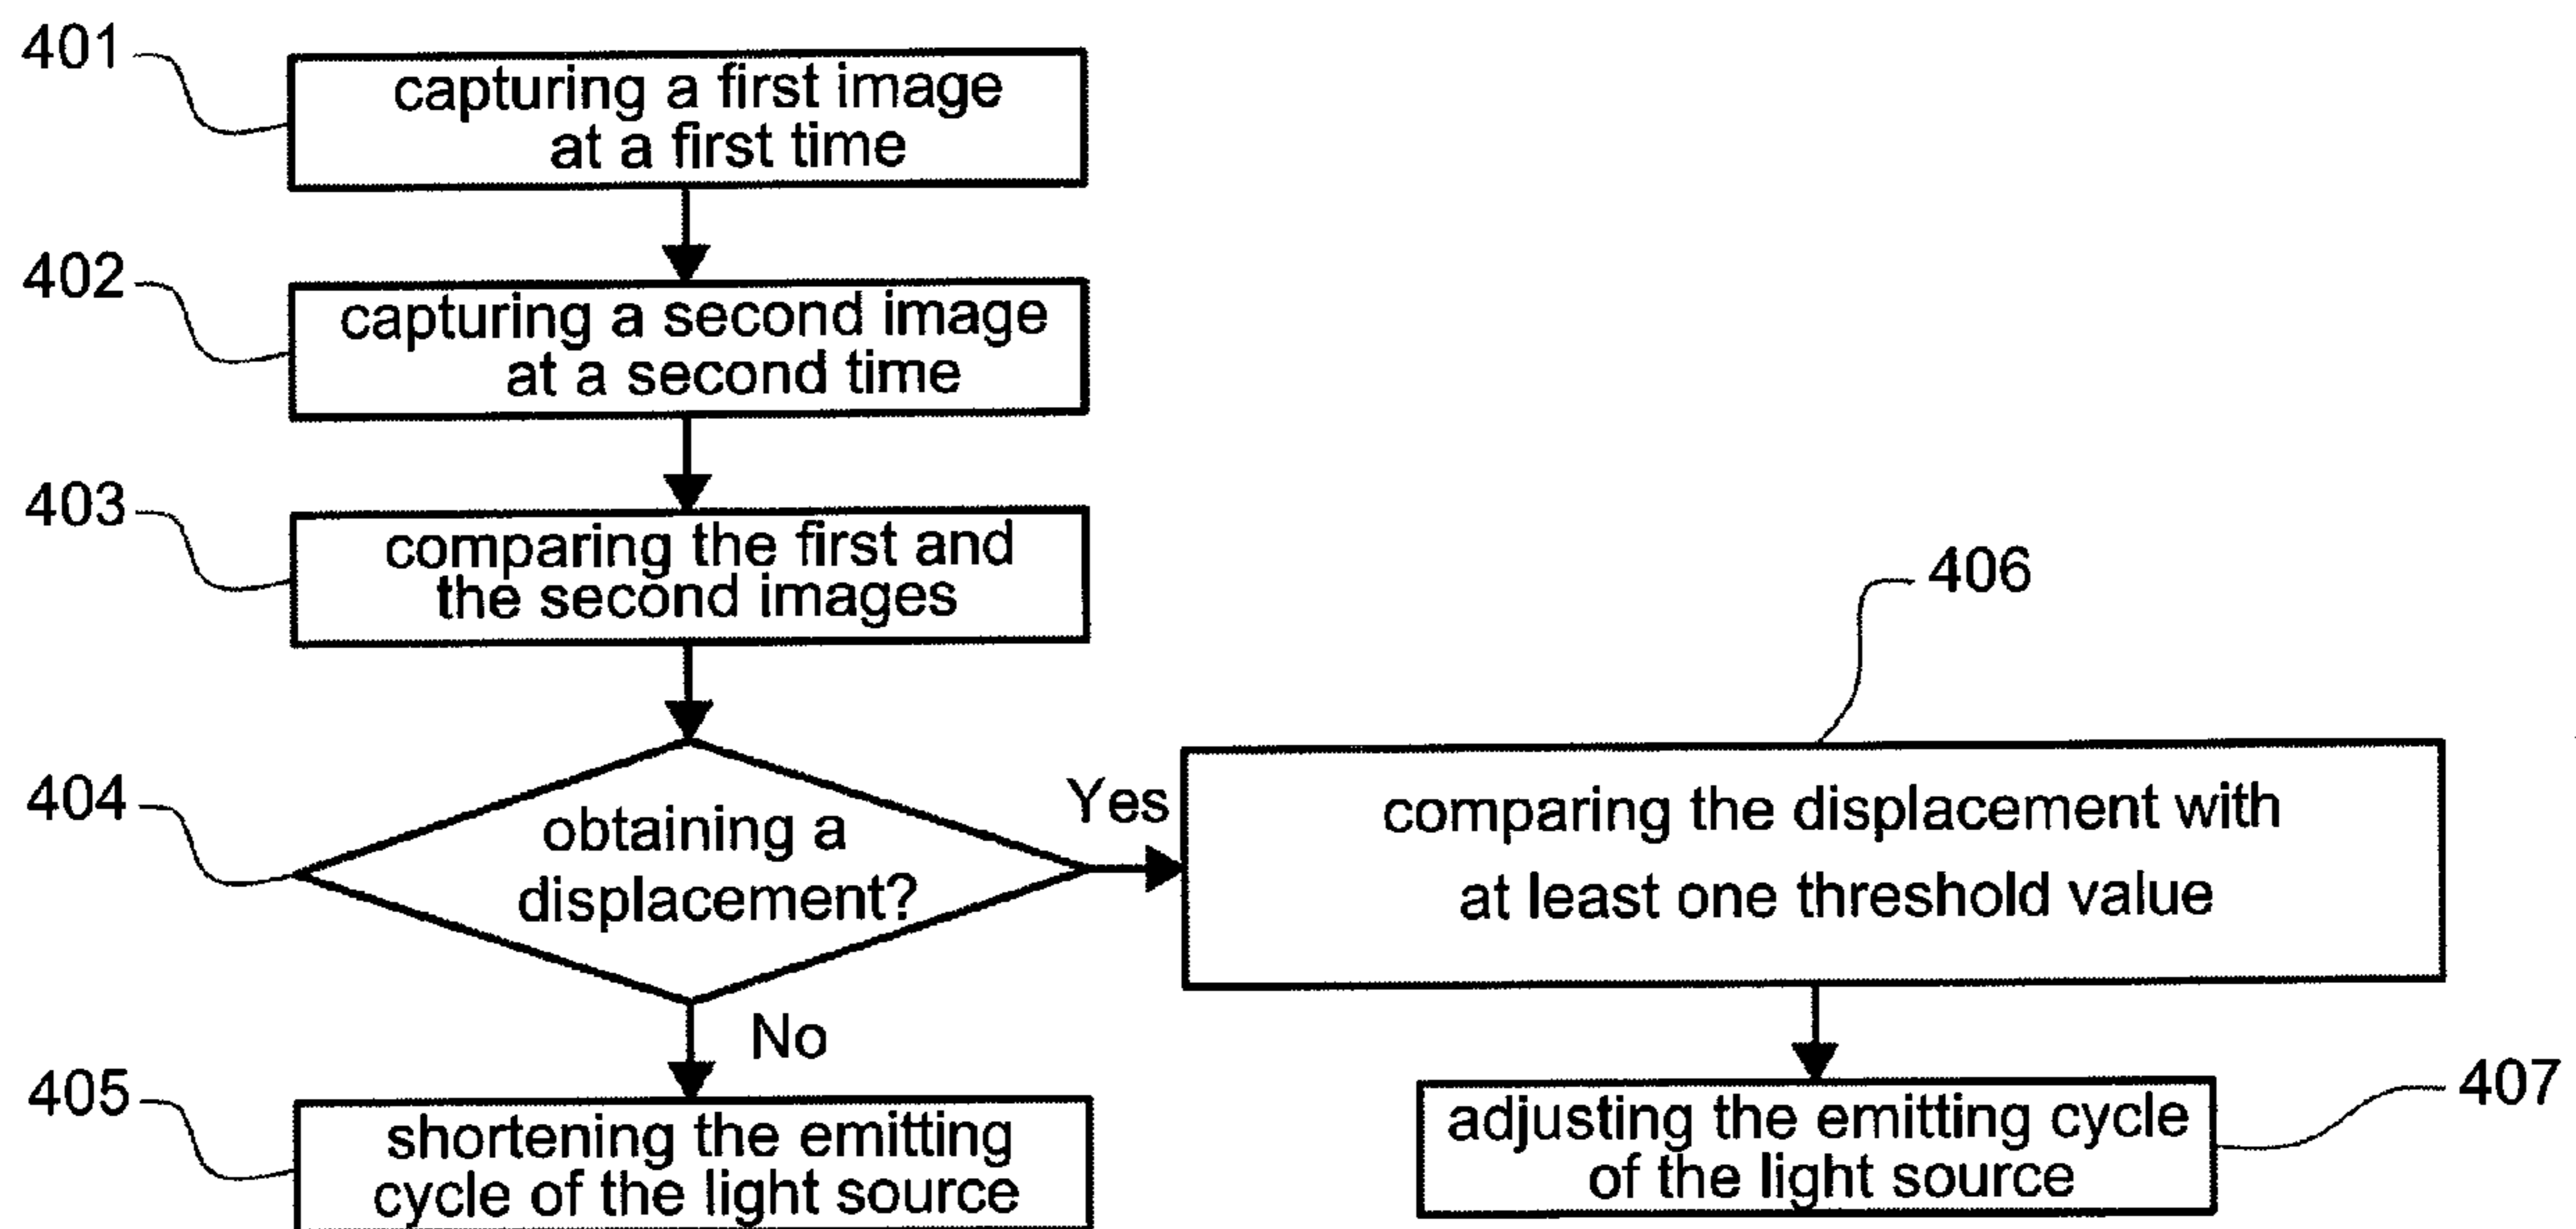 401
capturing a first image
at a first time
402
capturing a second image
at a second time
403
comparing the first and
the second images
404
obtaining a
displacement?
Yes
No
405
shortening the emitting
cycle of the light source
406
comparing the displacement with
at least one threshold value
407
adjusting the emitting cycle
of the light source